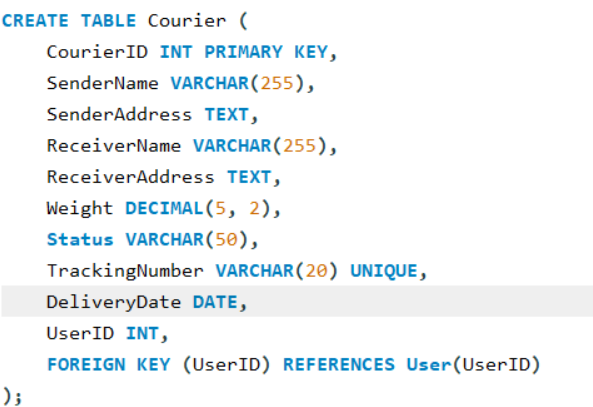 CREATE TABLE Courier (
    CourierID INT PRIMARY KEY,
    SenderName VARCHAR(255),
    SenderAddress TEXT,
    ReceiverName VARCHAR(255),
    ReceiverAddress TEXT,
    Weight DECIMAL(5, 2),
    Status VARCHAR(50),
    TrackingNumber VARCHAR(20) UNIQUE,
    DeliveryDate DATE,
    UserID INT,
    FOREIGN KEY (UserID) REFERENCES User(UserID)
);